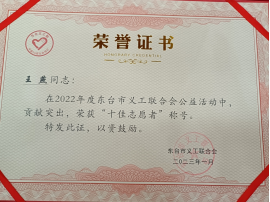 荣誉证书
HONORARY CREDENTIAL
王燕同志：
在2022年度东台市义工联合会公益活动中，
贡献突出，荣获“十佳志愿者”称号。
特发此证，以资鼓励。
东台市义工联合会
二〇二三年一月